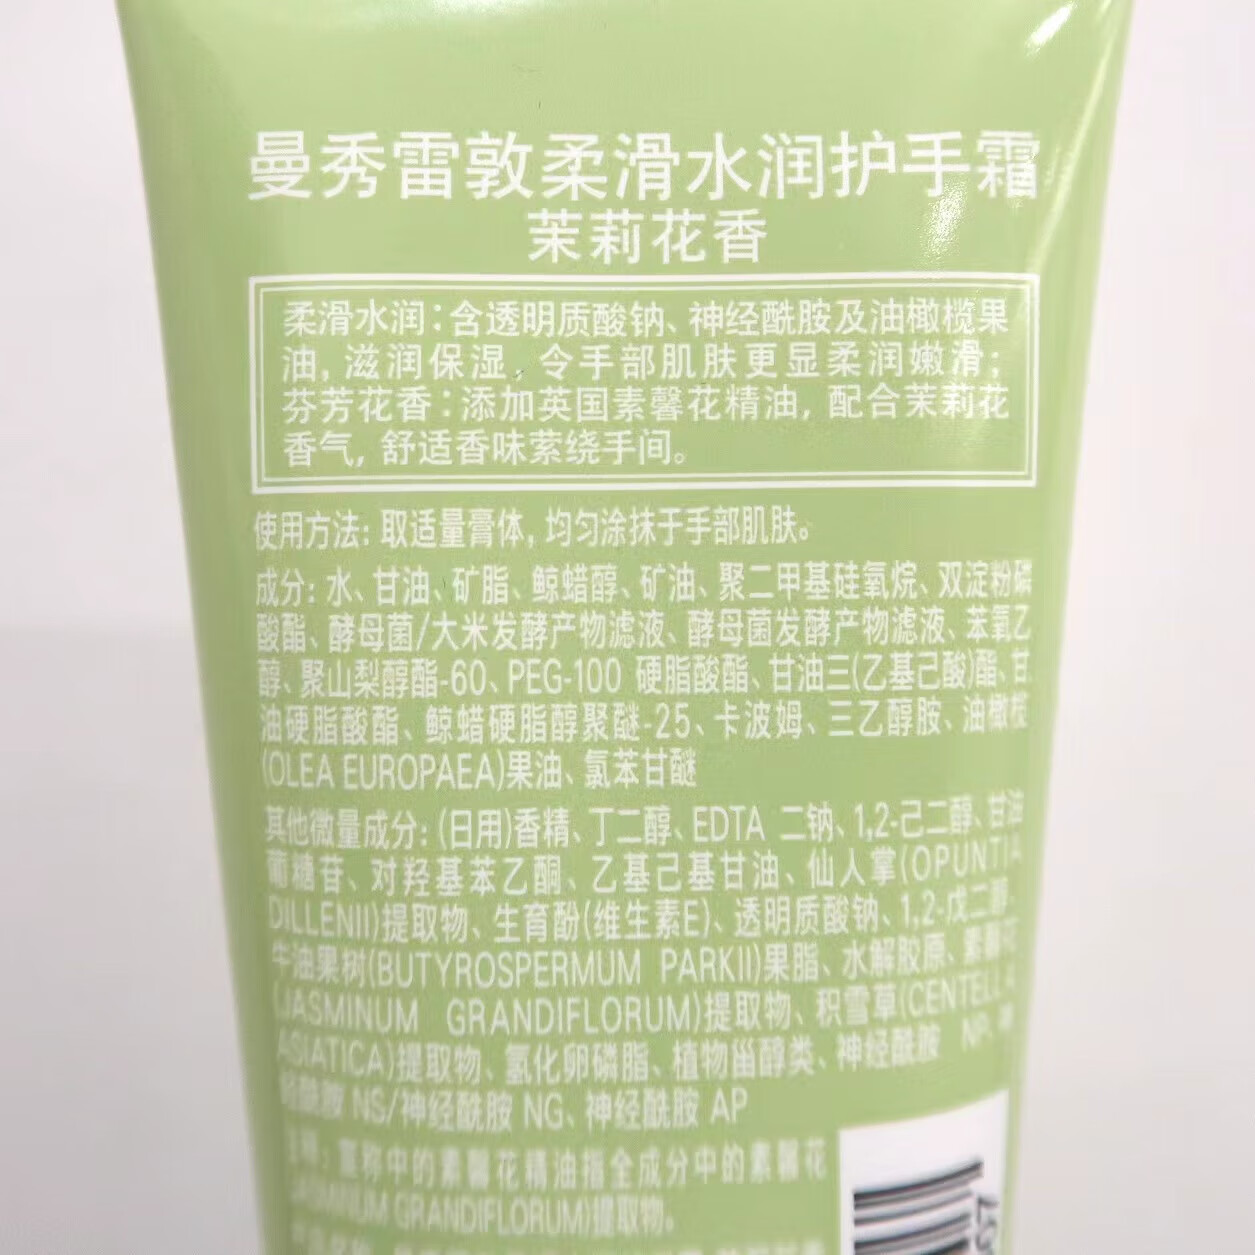 曼秀雷敦柔滑水润护手霜
茉莉花香
柔滑水润：含透明质酸钠、神经酰胺及油橄榄果
油，滋润保湿，令手部肌肤更显柔润嫩滑；
芬芳花香：添加英国素馨花精油，配合茉莉花
香气，舒适香味萦绕手间。
使用方法：取适量膏体，均匀涂抹于手部肌肤。
成分：水、甘油、矿脂、鲸蜡醇、矿油、聚二甲基硅氧烷、双淀粉磷
酸酯、酵母菌/大米发酵产物滤液、酵母菌发酵产物滤液、苯氧乙
醇、聚山梨醇酯-60、PEG-100 硬脂酸酯、甘油三(乙基己酸)酯、甘
油硬脂酸酯、鲸蜡硬脂醇聚醚-25、卡波姆、三乙醇胺、油橄榄
(OLEA EUROPAEA)果油、氯苯甘醚
其他微量成分：(日用)香精、丁二醇、EDTA 二钠、1,2-己二醇、甘油
葡糖苷、对羟基苯乙酮、乙基己基甘油、仙人掌(OPUNTIA
DILLENII)提取物、生育酚(维生素E)、透明质酸钠、1,2-戊二醇、
牛油果树(BUTYROSPERMUM PARKII)果脂、水解胶原、素馨花
(JASMINUM GRANDIFLORUM)提取物、积雪草(CENTELLA
ASIATICA)提取物、氢化卵磷脂、植物甾醇类、神经酰胺 NP、
酰胺 NS/神经酰胺 NG、神经酰胺 AP
宣称中的素馨花精油指全成分中的素馨花
(JASMINUM GRANDIFLORUM)提取物。